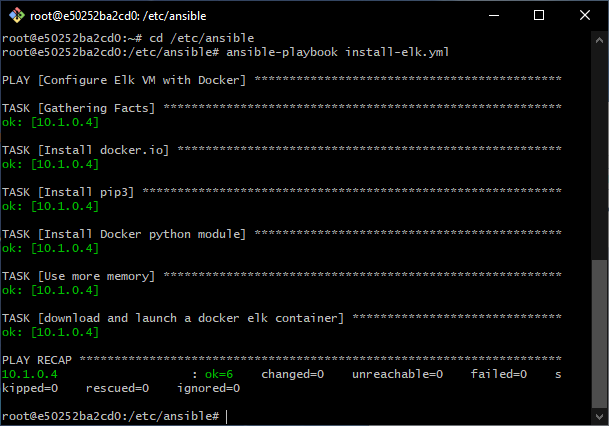 root@e50252ba2cd0: /etc/ansible
root@e50252ba2cd0:~# cd /etc/ansible
root@e50252ba2cd0:/etc/ansible# ansible-playbook install-elk.yml
PLAY [Configure Elk VM with Docker] ********************************************
TASK [Gathering Facts] *********************************************************
ok: [10.1.0.4]
TASK [Install docker.io] *******************************************************
ok: [10.1.0.4]
TASK [Install pip3] ************************************************************
ok: [10.1.0.4]
TASK [Install Docker python module] ********************************************
ok: [10.1.0.4]
TASK [Use more memory] *********************************************************
ok: [10.1.0.4]
TASK [download and launch a docker elk container] ******************************
ok: [10.1.0.4]
PLAY RECAP *********************************************************************
10.1.0.4                   : ok=6    changed=0    unreachable=0    failed=0    s
kipped=0    rescued=0    ignored=0
root@e50252ba2cd0:/etc/ansible#